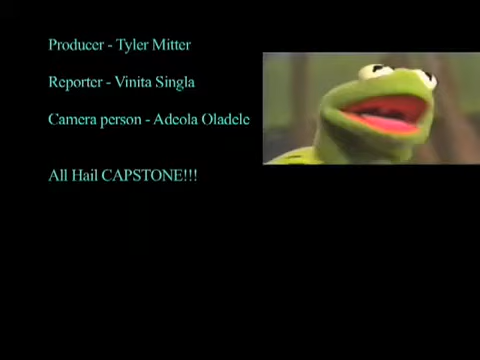 Producer - Tyler Mitter
Reporter - Vinita Singla
Camera person - Adeola Oladele
All Hail CAPSTONE!!!